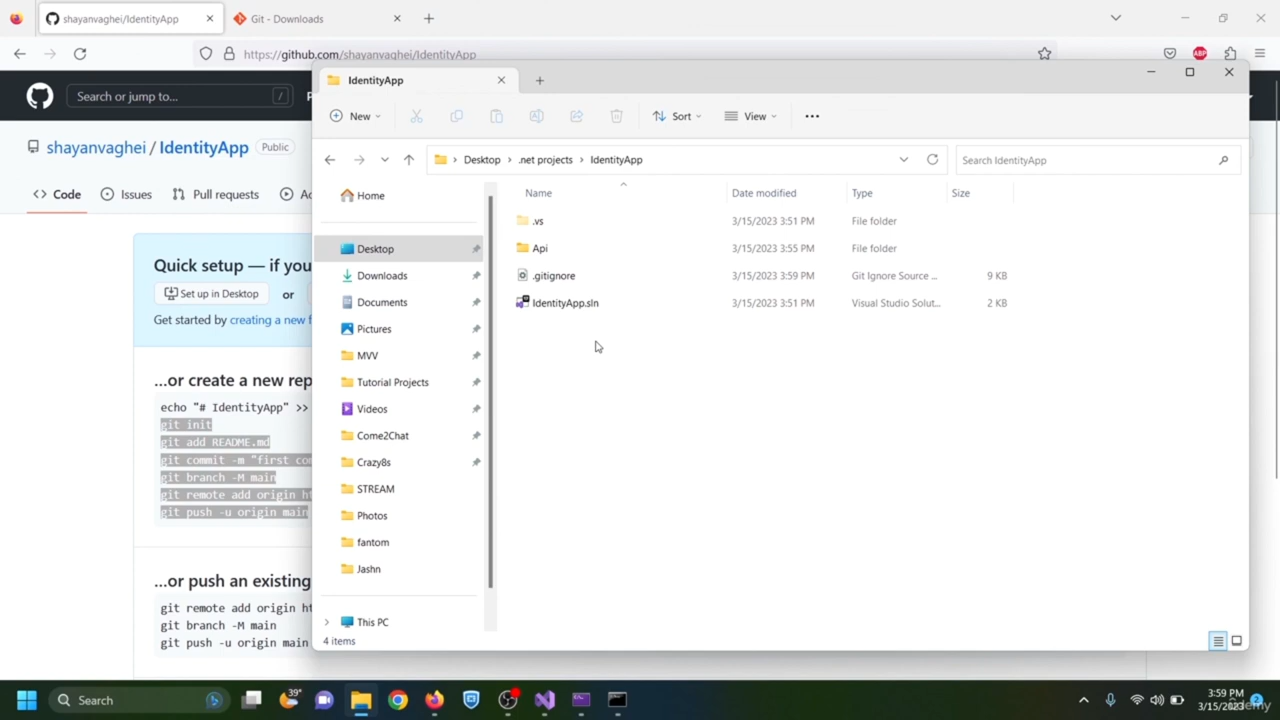 shayanvaghei/IdentityApp
Git - Downloads
https://github.com/shayanvaghei/IdentityApp
ABP
Search or jump to...
/
IdentityApp
New
Sort
View
shayanvaghei / IdentityApp
Public
Desktop
.net projects
IdentityApp
Search IdentityApp
Code
Issues
Pull requests
Home
Name
Date modified
Type
Size
.vs
3/15/2023 3:51 PM
File folder
Desktop
Api
3/15/2023 3:55 PM
File folder
Quick setup — if you
Downloads
.gitignore
3/15/2023 3:59 PM
Git Ignore Source ...
9 KB
Set up in Desktop
or
Documents
IdentityApp.sln
3/15/2023 3:51 PM
Visual Studio Solut...
2 KB
Get started by creating a new f
Pictures
MVV
Tutorial Projects
Videos
Come2Chat
Crazy8s
STREAM
Photos
fantom
Jashn
This PC
4 items
...or create a new rep
echo "# IdentityApp" >>
git init
git add README.md
git commit -m "first com
git branch -M main
git remote add origin ht
git push -u origin main
...or push an existing
git remote add origin ht
git branch -M main
git push -u origin main
Search
39°
3:59 PM
3/15/2023
2